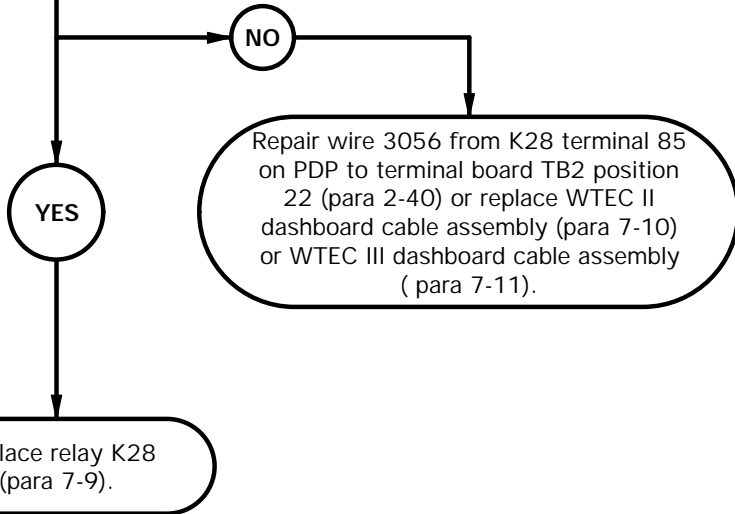 NO
Repair wire 3056 from K28 terminal 85
on PDP to terminal board TB2 position
22 (para 2-40) or replace WTEC II
dashboard cable assembly (para 7-10)
or WTEC III dashboard cable assembly
( para 7-11).
YES
lace relay K28
(para 7-9).